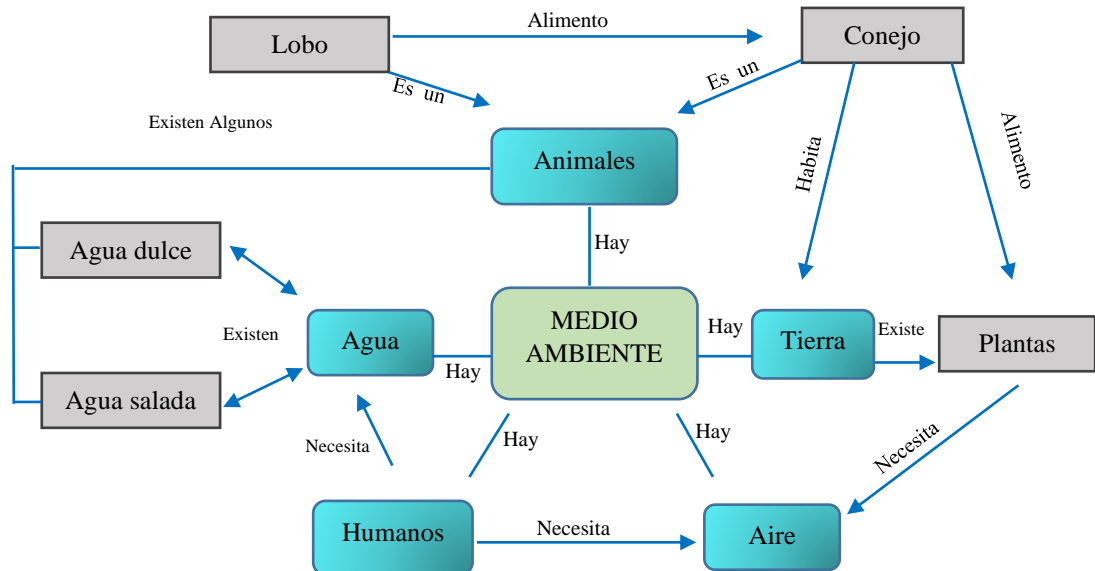 Alimento
Lobo
Conejo
Es un
Es un
Existen Algunos
Animales
Habita
Alimento
Agua dulce
Hay
MEDIO
AMBIENTE
Existen
Agua
Hay
Hay
Tierra
Existe
Plantas
Agua salada
Necesita
Hay
Hay
Necesita
Humanos
Necesita
Aire